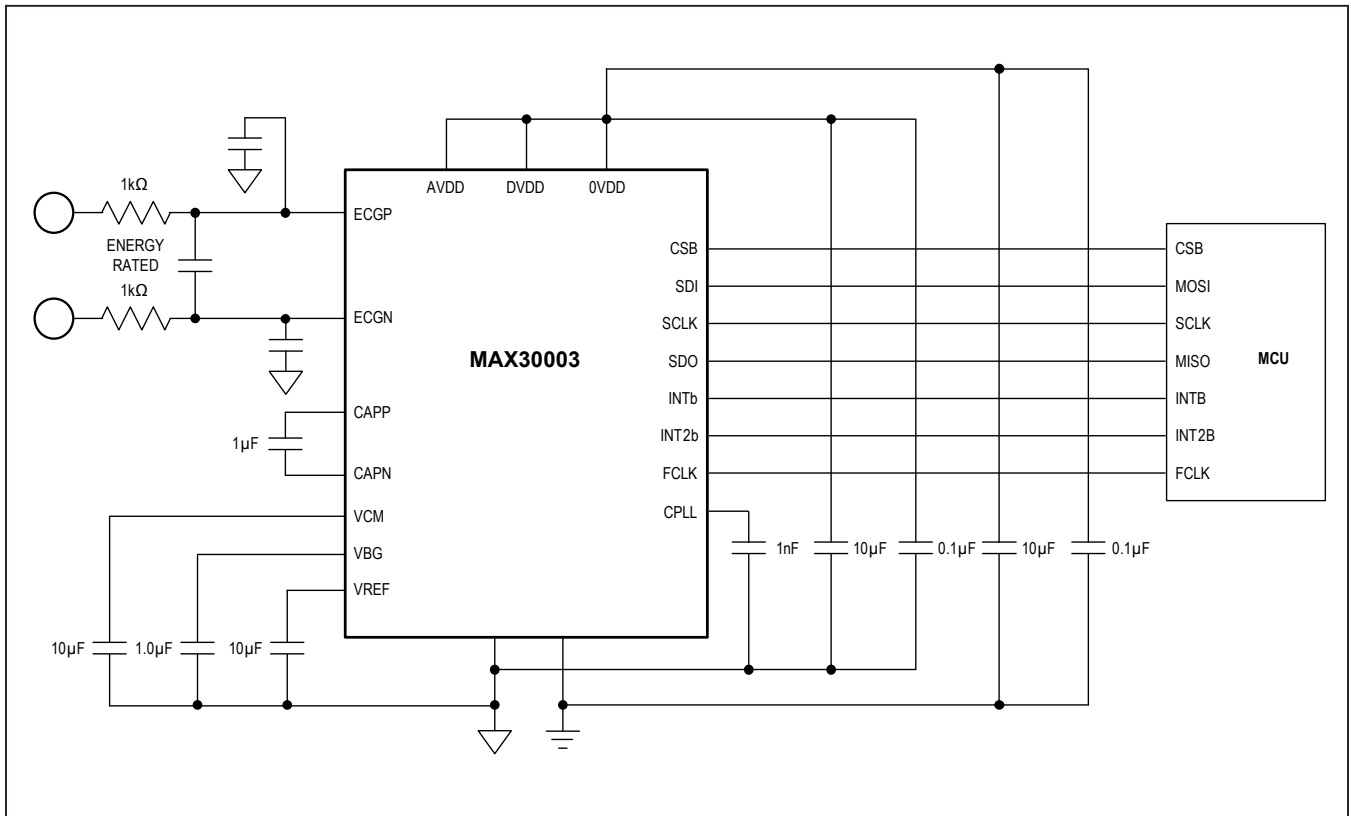 1kΩ
ENERGY
RATED
1kΩ
AVDD
DVDD
0VDD
ECGP
ECGN
CAPP
1µF
CAPN
VCM
VBG
VREF
10µF
1.0µF
10µF
MAX30003
CSB
SDI
SCLK
SDO
INTb
INT2b
FCLK
CPLL
1nF
10µF
0.1µF
10µF
0.1µF
CSB
MOSI
SCLK
MISO
INTB
INT2B
FCLK
MCU